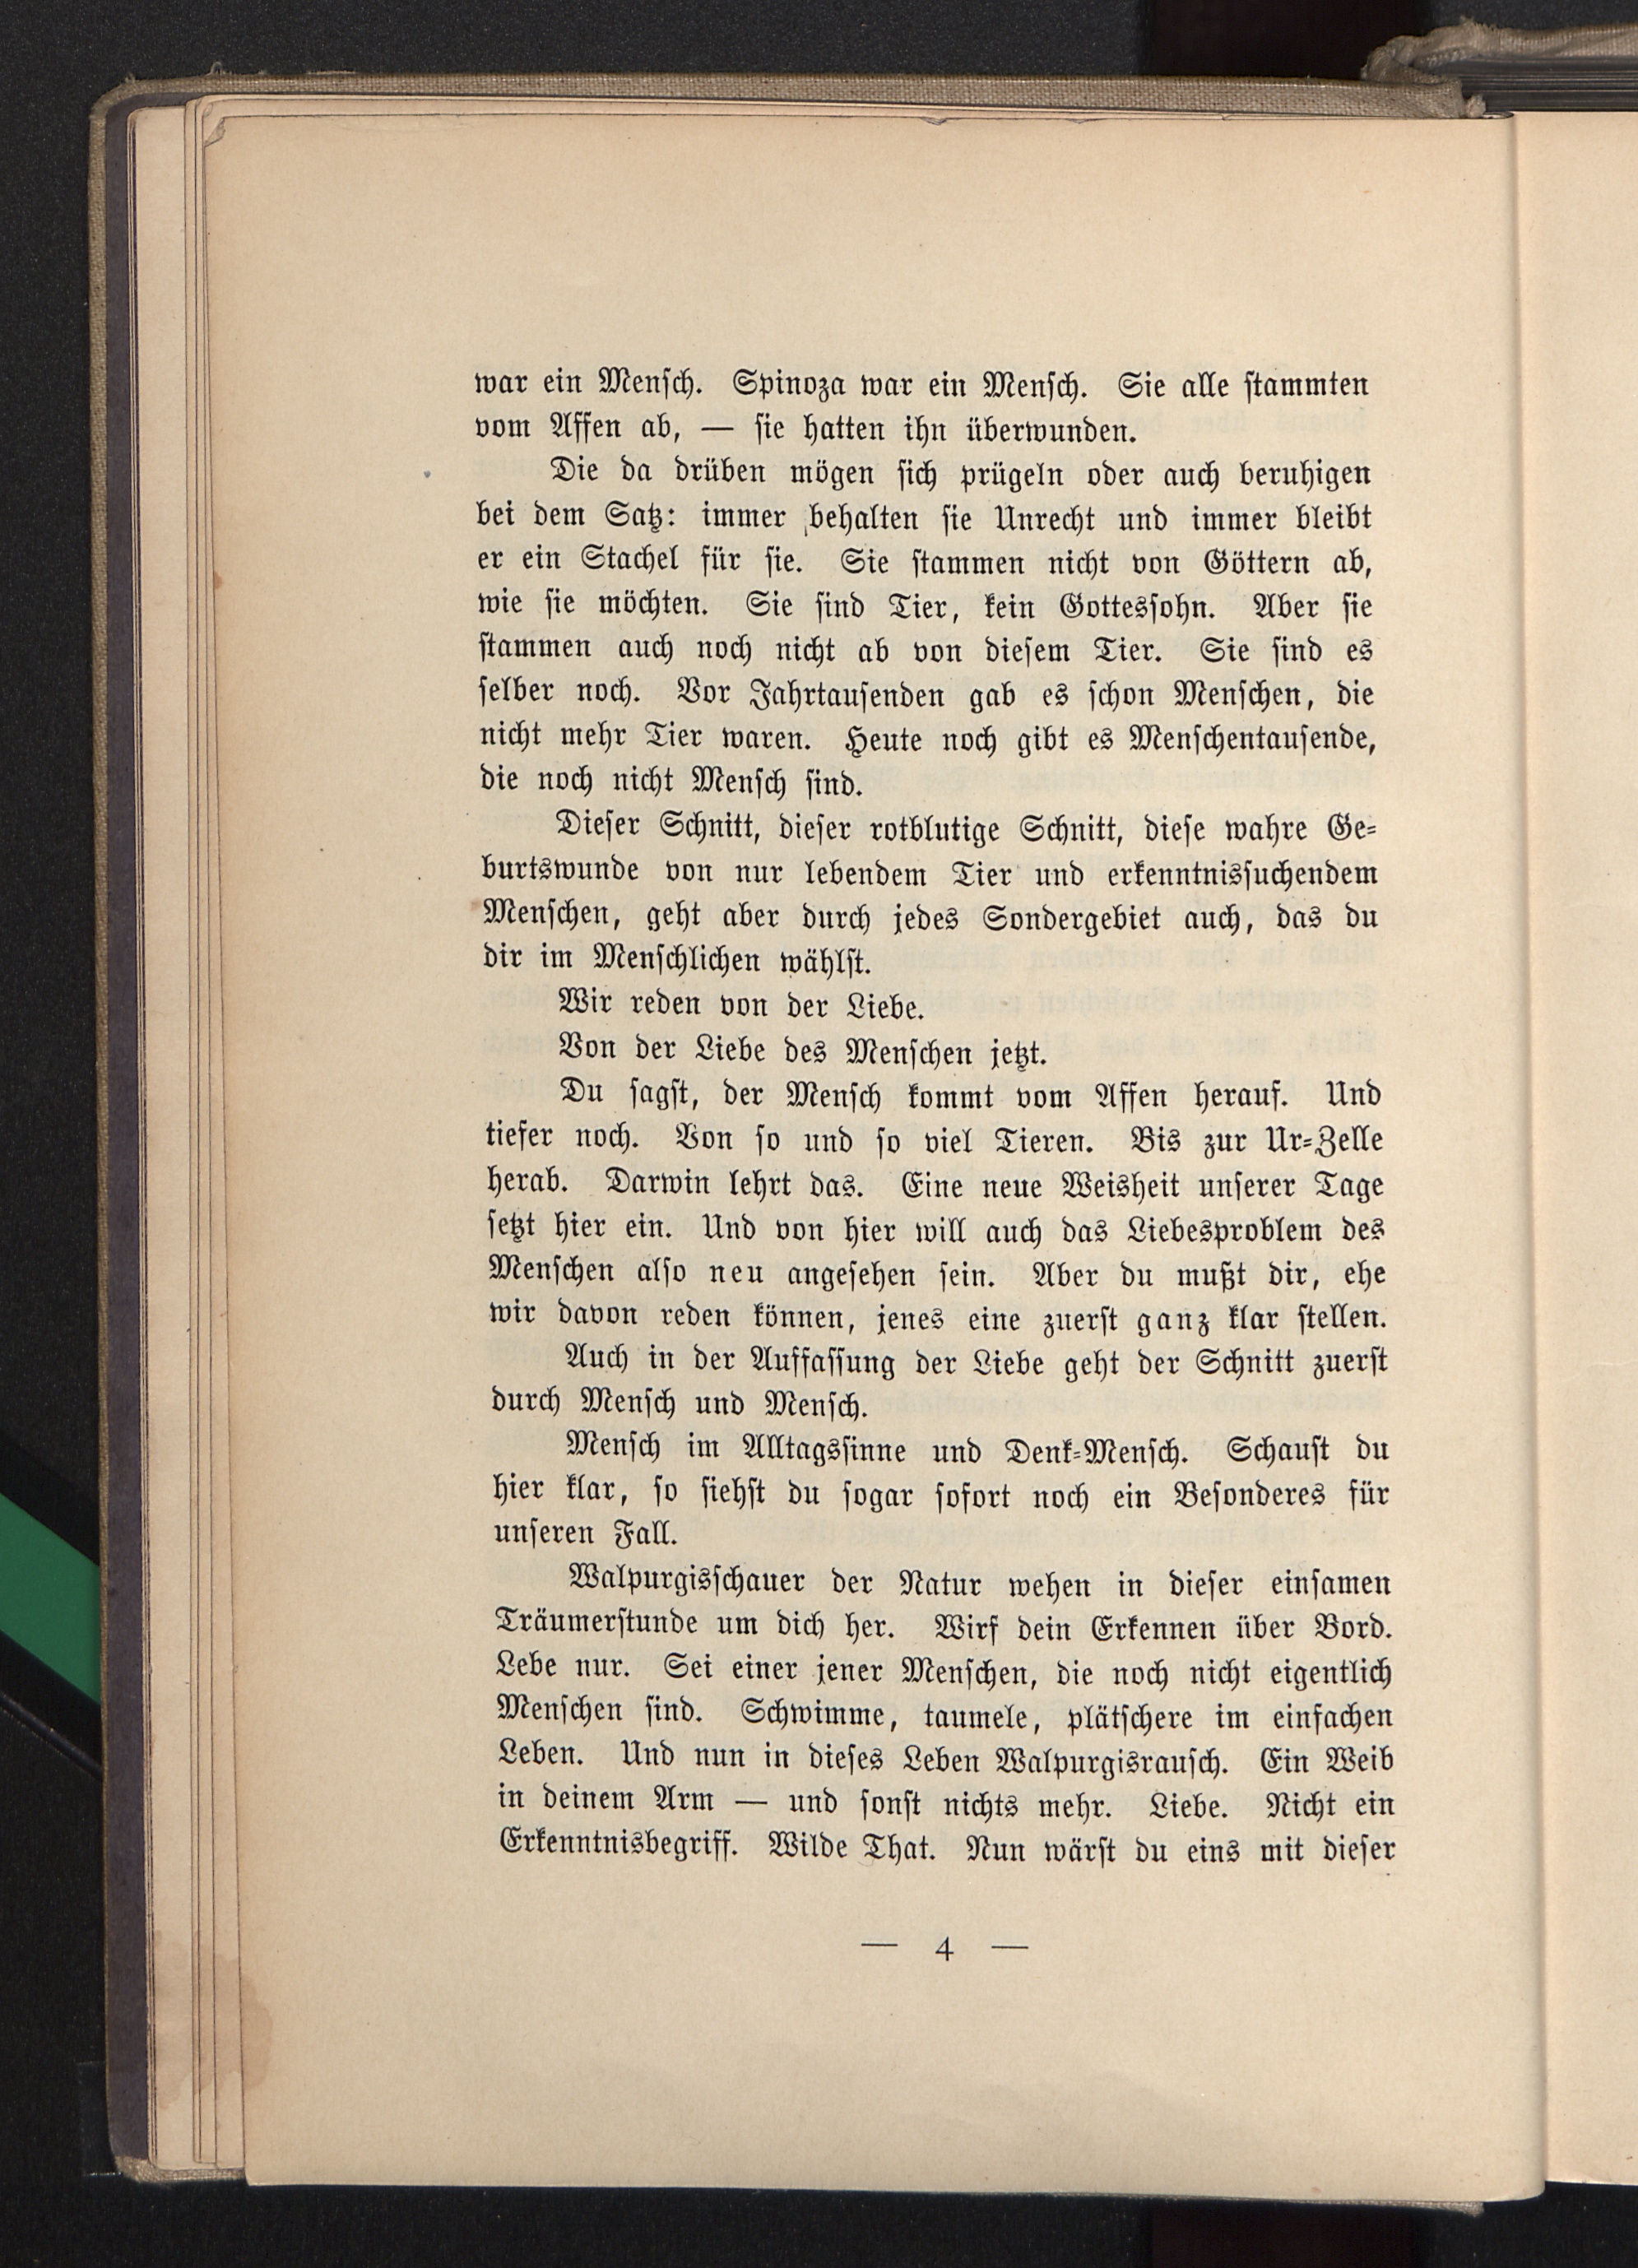 war ein Mensch. Spinoza war ein Mensch. Sie alle stammten
vom Affen ab, — sie hatten ihn überwunden.
Die da drüben mögen sich prügeln oder auch beruhigen
bei dem Satz: immer behalten sie Unrecht und immer bleibt
er ein Stachel für sie. Sie stammen nicht von Göttern ab,
wie sie möchten. Sie sind Tier, kein Gottessohn. Aber sie
stammen auch noch nicht ab von diesem Tier. Sie sind es
selber noch. Vor Jahrtausenden gab es schon Menschen, die
nicht mehr Tier waren. Heute noch gibt es Menschentausende,
die noch nicht Mensch sind.
Dieser Schnitt, dieser rotblutige Schnitt, diese wahre Ge-
burtswunde von nur lebendem Tier und erkenntnissuchendem
Menschen, geht aber durch jedes Sondergebiet auch, das du
dir im Menschlichen wählst.
Wir reden von der Liebe.
Von der Liebe des Menschen jetzt.
Du sagst, der Mensch kommt vom Affen herauf. Und
tiefer noch. Von so und so viel Tieren. Bis zur Ur-Zelle
herab. Darwin lehrt das. Eine neue Weisheit unserer Tage
setzt hier ein. Und von hier will auch das Liebesproblem des
Menschen also neu angesehen sein. Aber du mußt dir, ehe
wir davon reden können, jenes eine zuerst ganz klar stellen.
Auch in der Auffassung der Liebe geht der Schnitt zuerst
durch Mensch und Mensch.
Mensch im Alltagssinne und Denk-Mensch. Schaust du
hier klar, so siehst du sogar sofort noch ein Besonderes für
unseren Fall.
Walpurgisschauer der Natur wehen in dieser einsamen
Träumerstunde um dich her. Wirf dein Erkennen über Bord.
Lebe nur. Sei einer jener Menschen, die noch nicht eigentlich
Menschen sind. Schwimme, taumele, plätschere im einfachen
Leben. Und nun in dieses Leben Walpurgisrausch. Ein Weib
in deinem Arm — und sonst nichts mehr. Liebe. Nicht ein
Erkenntnisbegriff. Wilde That. Nun wärst du eins mit dieser
— 4 —